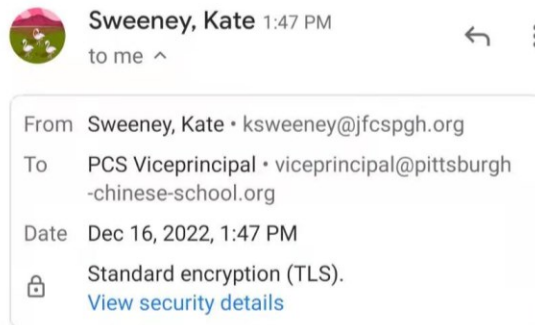 Sweeney, Kate 1:47 PM
to me
From Sweeney, Kate • ksweeney@jfcspgh.org
To PCS Viceprincipal • viceprincipal@pittsburgh
-chinese-school.org
Date Dec 16, 2022, 1:47 PM
Standard encryption (TLS).
View security details